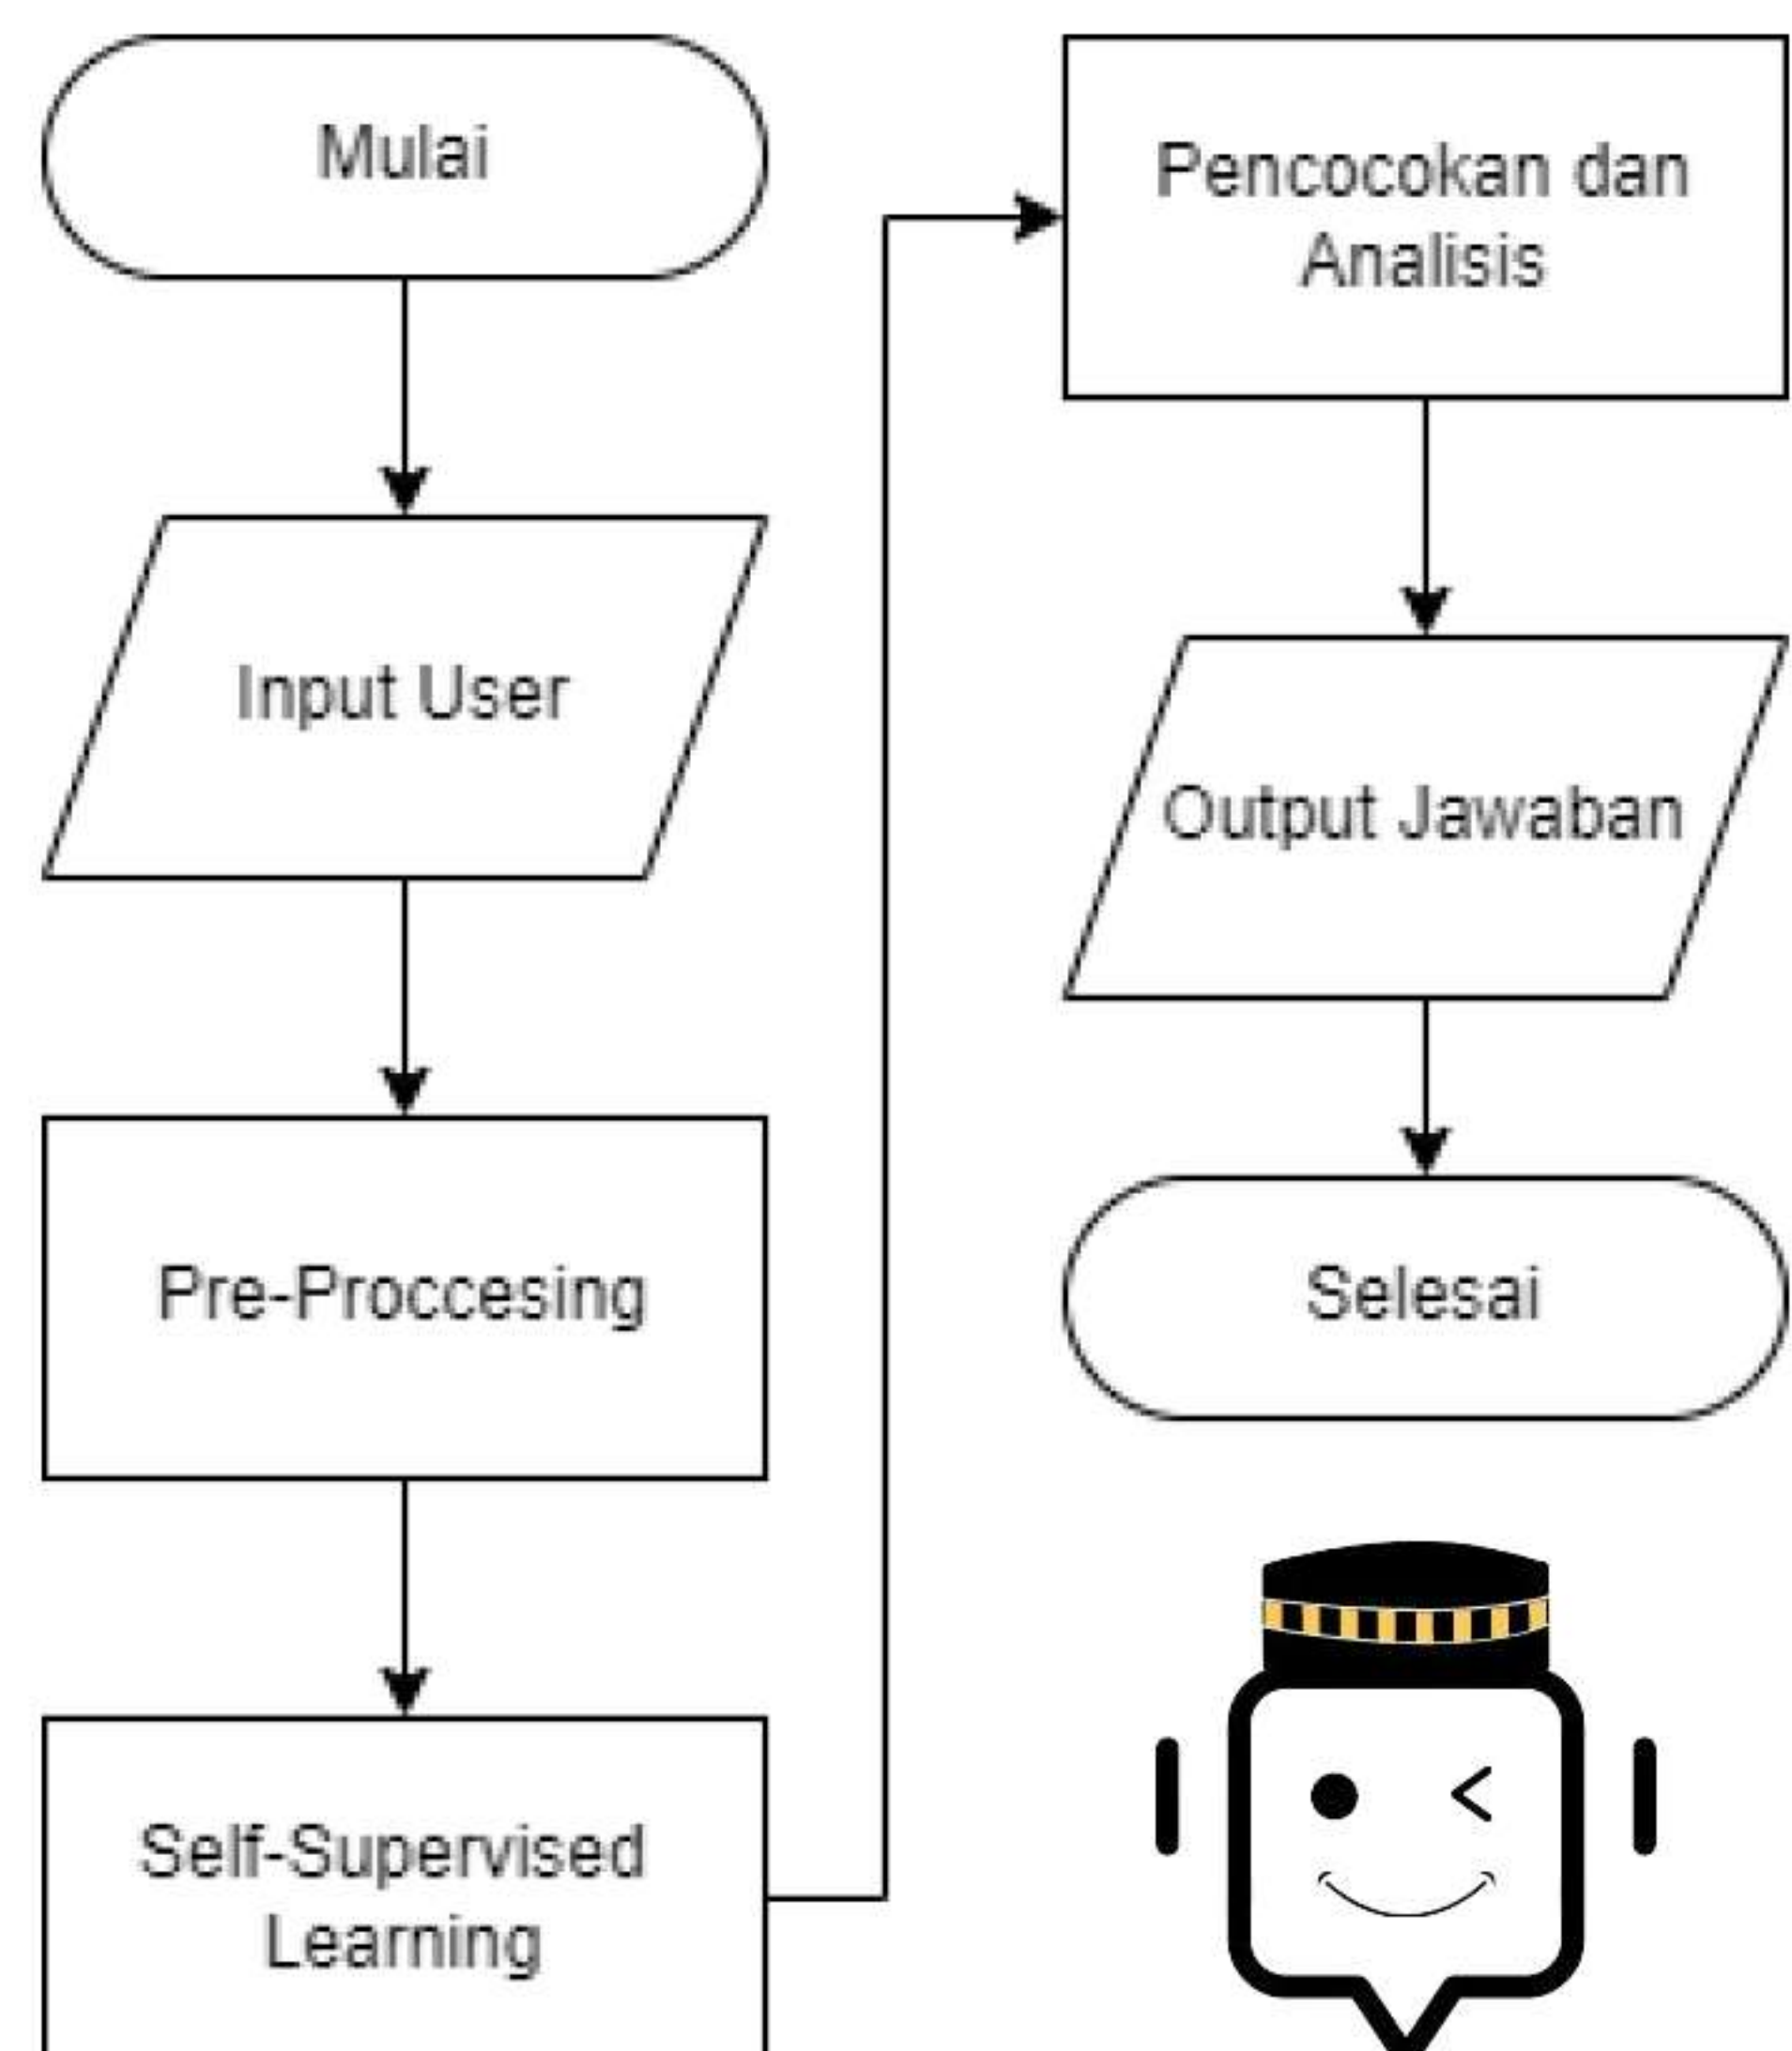 Mulai
Input User
Pre-Proccesing
Self-Supervised
Learning
Pencocokan dan
Analisis
Output Jawaban
Selesai